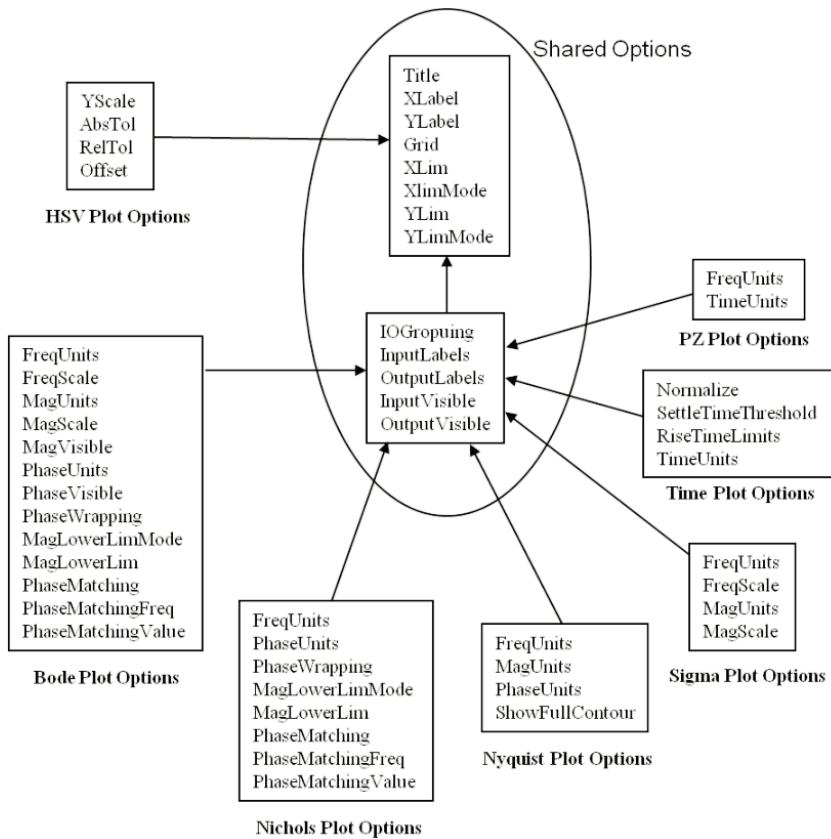 Shared Options
Title
XLabel
YLabel
Grid
XLim
XlimMode
YLim
YLimMode
YScale
AbsTol
RelTol
Offset
HSV Plot Options
IOGropuing
InputLabels
OutputLabels
InputVisible
OutputVisible
FreqUnits
TimeUnits
PZ Plot Options
FreqUnits
FreqScale
MagUnits
MagScale
MagVisible
PhaseUnits
PhaseVisible
PhaseWrapping
MagLowerLimMode
MagLowerLim
PhaseMatching
PhaseMatchingFreq
PhaseMatchingValue
Bode Plot Options
Normalize
SettleTimeThreshold
RiseTimeLimits
TimeUnits
Time Plot Options
FreqUnits
FreqScale
MagUnits
MagScale
Sigma Plot Options
FreqUnits
PhaseUnits
PhaseWrapping
MagLowerLimMode
MagLowerLim
PhaseMatching
PhaseMatchingFreq
PhaseMatchingValue
Nichols Plot Options
FreqUnits
MagUnits
PhaseUnits
ShowFullContour
Nyquist Plot Options